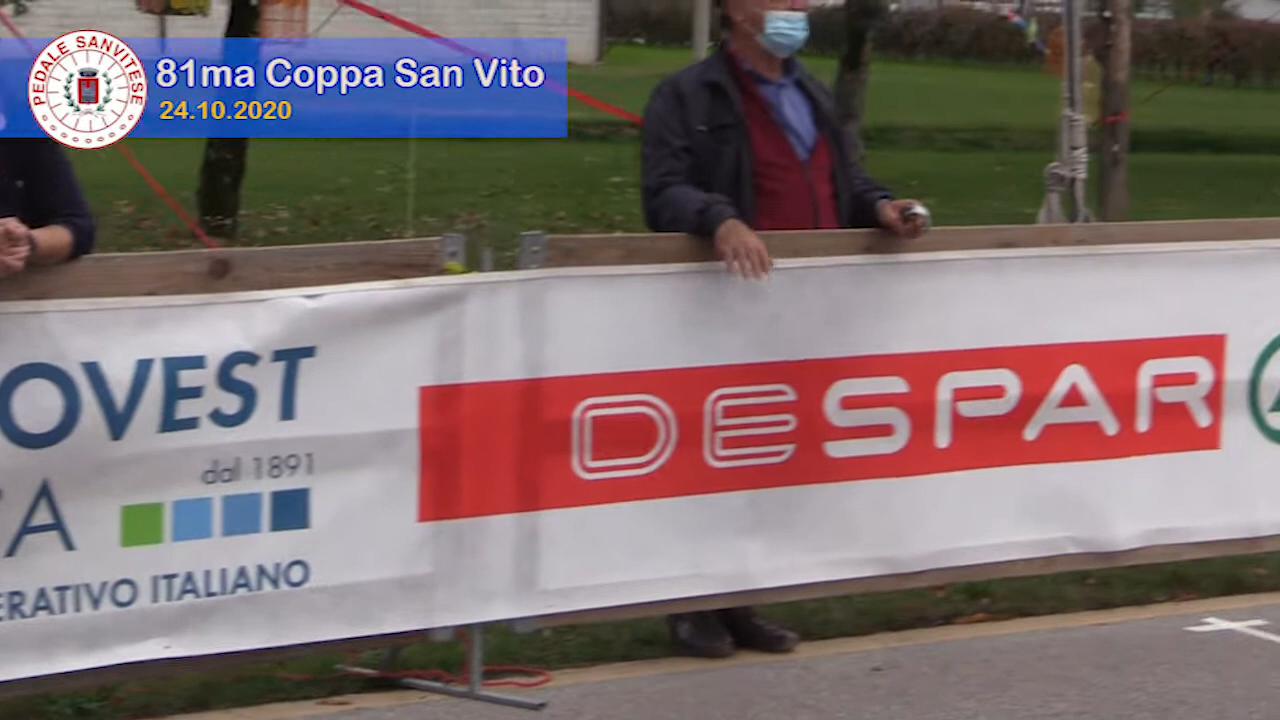 PEDALE SANVITESE
81ma Coppa San Vito
24.10.2020
OVEST
dal 1891
A
ERATIVO ITALIANO
DESPAR